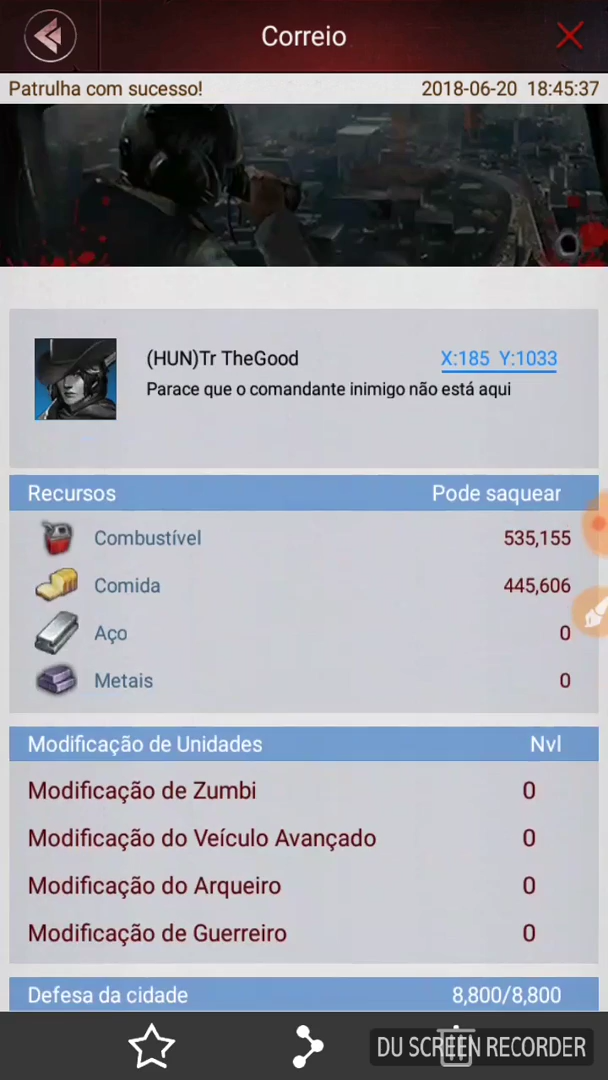 Correio
Patrulha com sucesso! 2018-06-20 18:45:37
(HUN)Tr TheGood X:185 Y:1033
Parace que o comandante inimigo não está aqui
Recursos Pode saquear
Combustível 535,155
Comida 445,606
Aço 0
Metais 0
Modificação de Unidades Nvl
Modificação de Zumbi 0
Modificação do Veículo Avançado 0
Modificação do Arqueiro 0
Modificação de Guerreiro 0
Defesa da cidade 8,800/8,800
DU SCREEN RECORDER